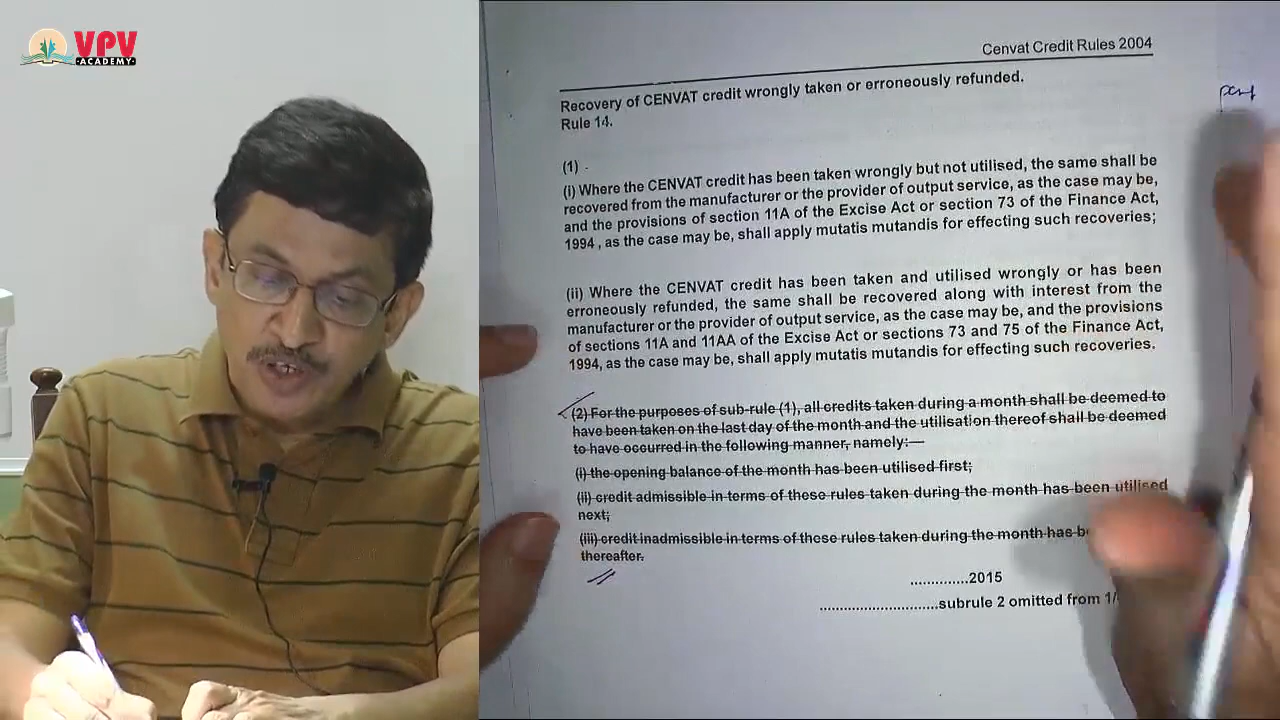 VPV
ACADEMY
Cenvat Credit Rules 2004
Recovery of CENVAT credit wrongly taken or erroneously refunded.
Rule 14.
(1) .
(i) Where the CENVAT credit has been taken wrongly but not utilised, the same shall be
recovered from the manufacturer or the provider of output service, as the case may be,
and the provisions of section 11A of the Excise Act or section 73 of the Finance Act,
1994 , as the case may be, shall apply mutatis mutandis for effecting such recoveries;
(ii) Where the CENVAT credit has been taken and utilised wrongly or has been
erroneously refunded, the same shall be recovered along with interest from the
manufacturer or the provider of output service, as the case may be, and the provisions
of sections 11A and 11AA of the Excise Act or sections 73 and 75 of the Finance Act,
1994, as the case may be, shall apply mutatis mutandis for effecting such recoveries.
(2) For the purposes of sub-rule (1), all credits taken during a month shall be deemed to
have been taken on the last day of the month and the utilisation thereof shall be deemed
to have occurred in the following manner, namely:—
(i) the opening balance of the month has been utilised first;
(ii) credit admissible in terms of these rules taken during the month has been utilised
next;
(iii) credit inadmissible in terms of these rules taken during the month has
thereafter.
.............2015
............................subrule 2 omitted from 1/